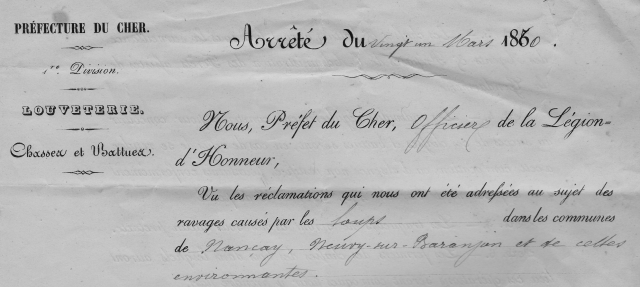 PRÉFECTURE DU CHER.
1re Division.
LOUVETERIE.
Chasses et Battues.
Arrêté du vingt un Mars 1860.
Nous, Préfet du Cher, Officier de la Légion-
d'Honneur,
Vu les réclamations qui nous ont été adressées au sujet des
ravages causés par les loups dans les communes
de Nançay, Neuvy-sur-Baranjon et de celles
environnantes.